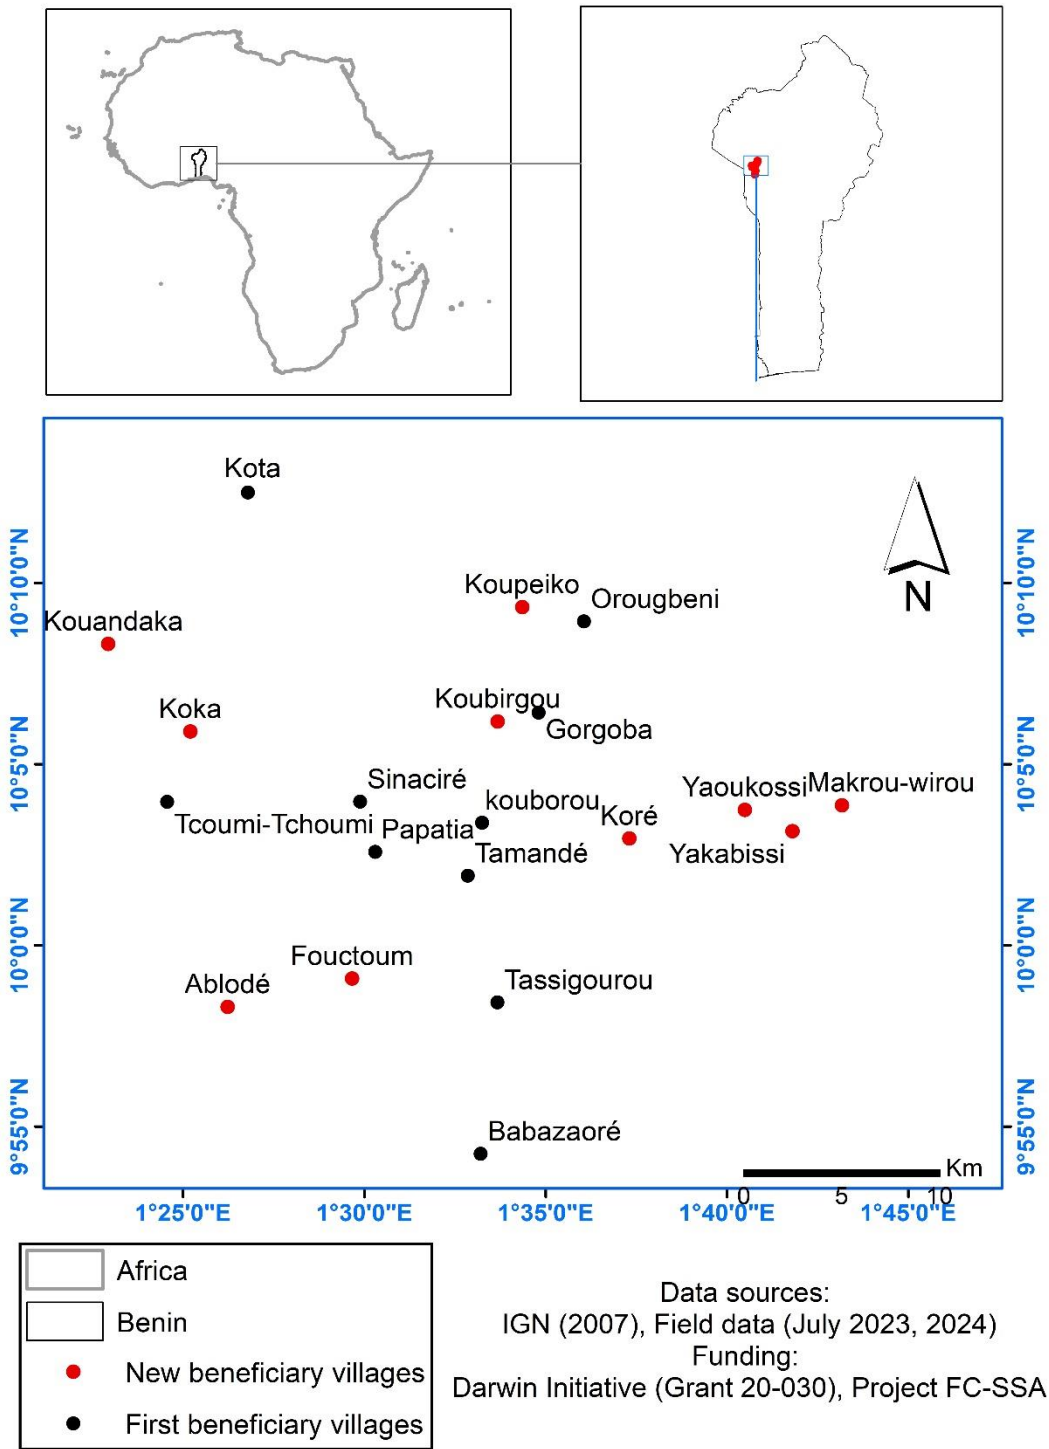 Kota
Koupeiko
Orougbeni
N
Kouandaka
Koka
Koubirgou
Gorgoba
Sinaciré
Yaoukossi
Makrou-wirou
Tcoumi-Tchoumi
Papatia
kouborou
Koré
Tamandé
Yakabissi
Fouctoum
Ablodé
Tassigourou
Babazaoré
Km
0 5 10
10°10'0"N
10°5'0"N
10°0'0"N
9°55'0"N
10°10'0"N
10°5'0"N
10°0'0"N
9°55'0"N
1°25'0"E 1°30'0"E 1°35'0"E 1°40'0"E 1°45'0"E
Africa
Benin
New beneficiary villages
First beneficiary villages
Data sources:
IGN (2007), Field data (July 2023, 2024)
Funding:
Darwin Initiative (Grant 20-030), Project FC-SSA